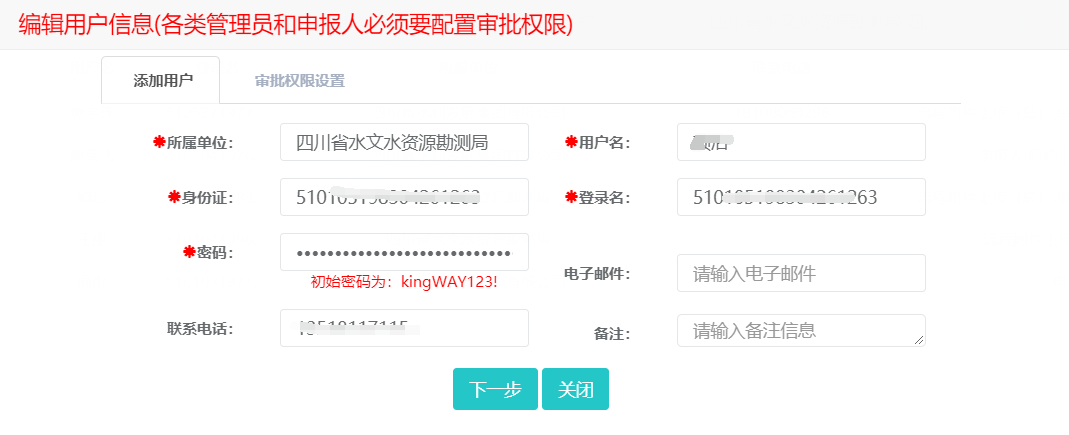 编辑用户信息(各类管理员和申报人必须要配置审批权限)
添加用户 审批权限设置
✱所属单位: 四川省水文水资源勘测局 ✱用户名:
✱身份证: ✱登录名:
✱密码: ••••••••••••••••••••••••••••
初始密码为: kingWAY123!
电子邮件: 请输入电子邮件
联系电话: 备注: 请输入备注信息
下一步 关闭